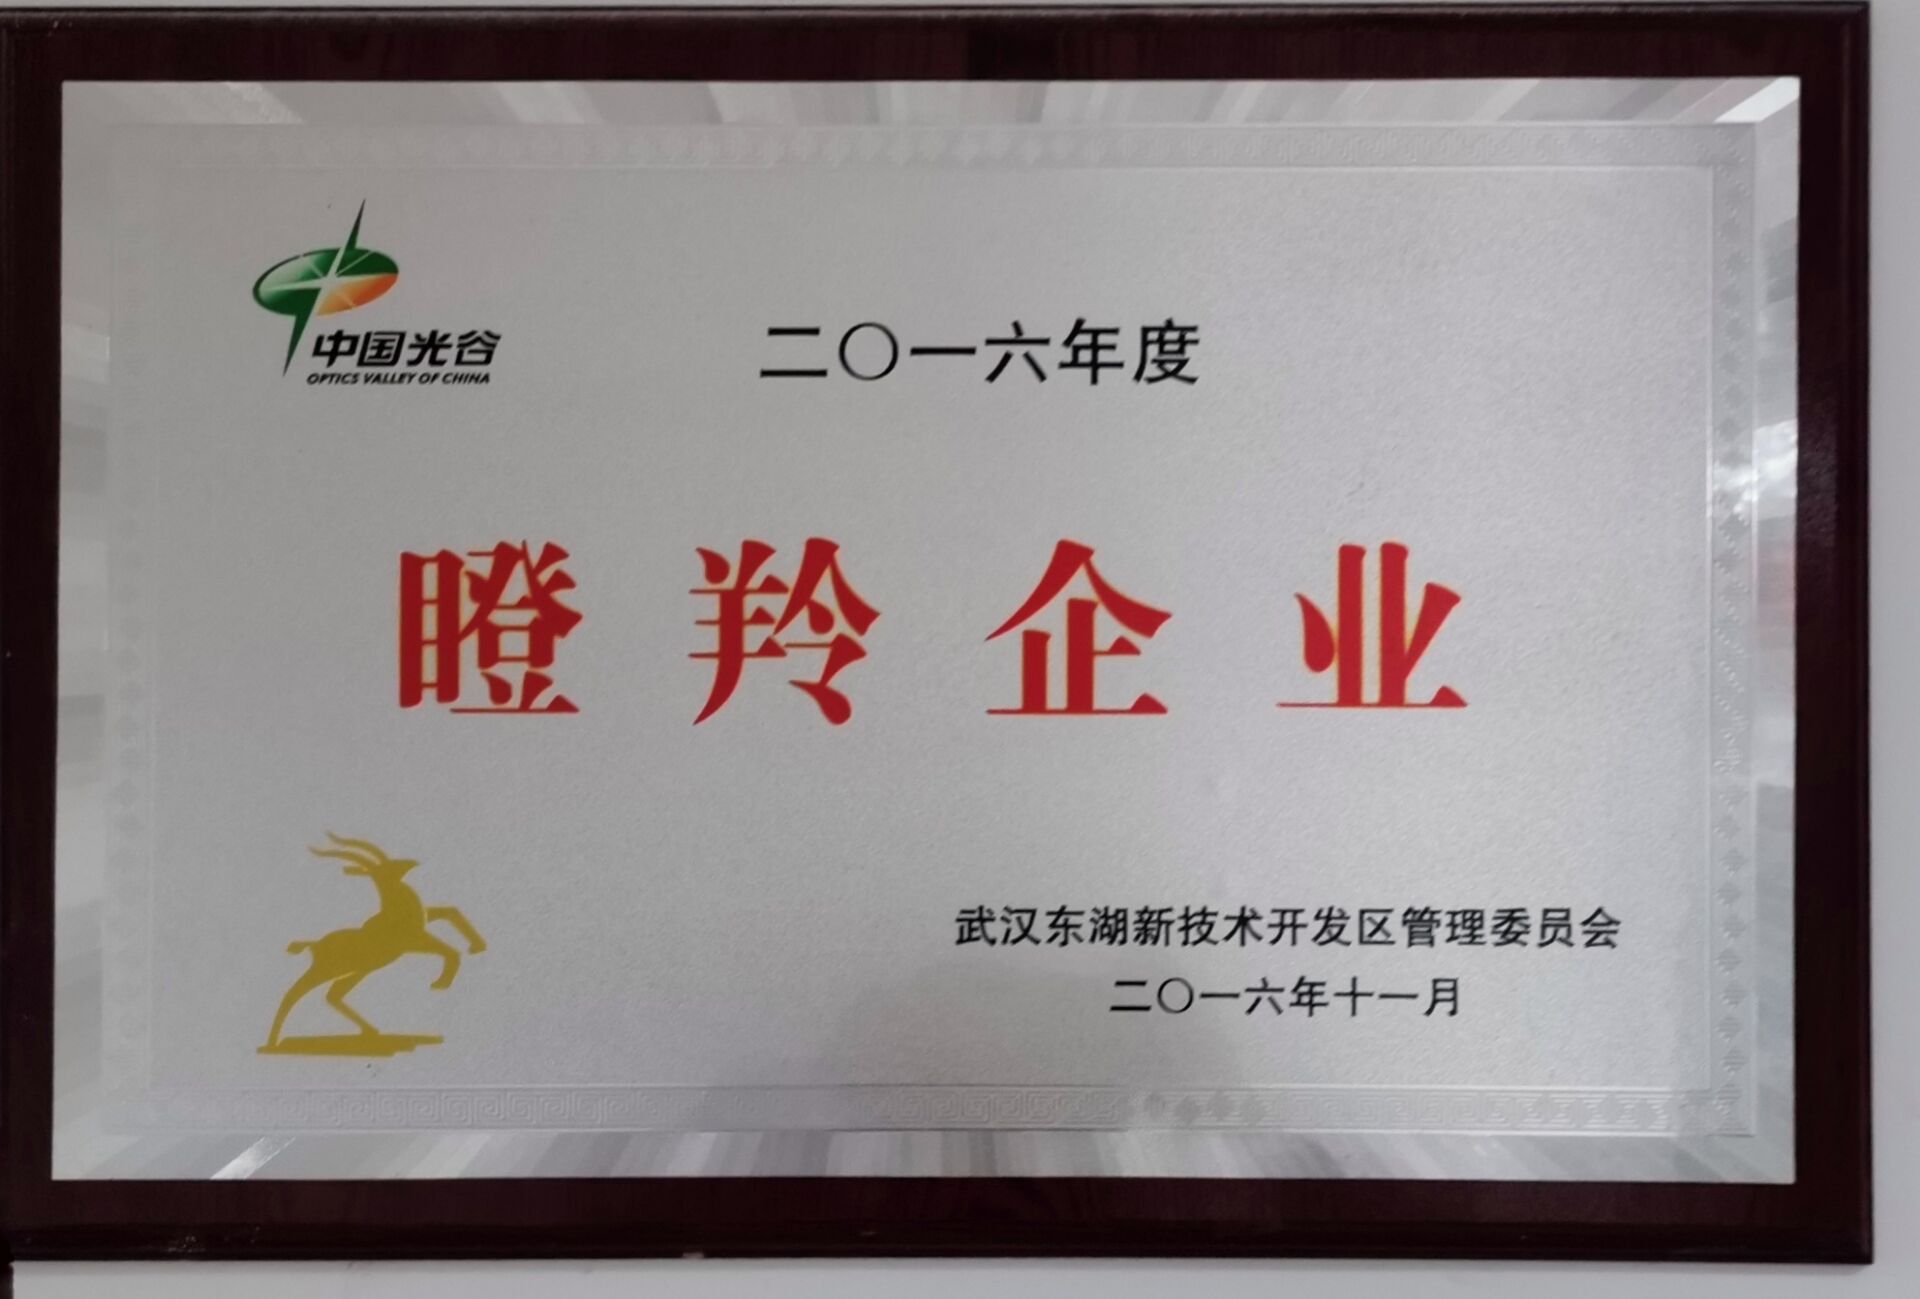 中国光谷
OPTICS VALLEY OF CHINA
二〇一六年度
瞪羚企业
武汉东湖新技术开发区管理委员会
二〇一六年十一月